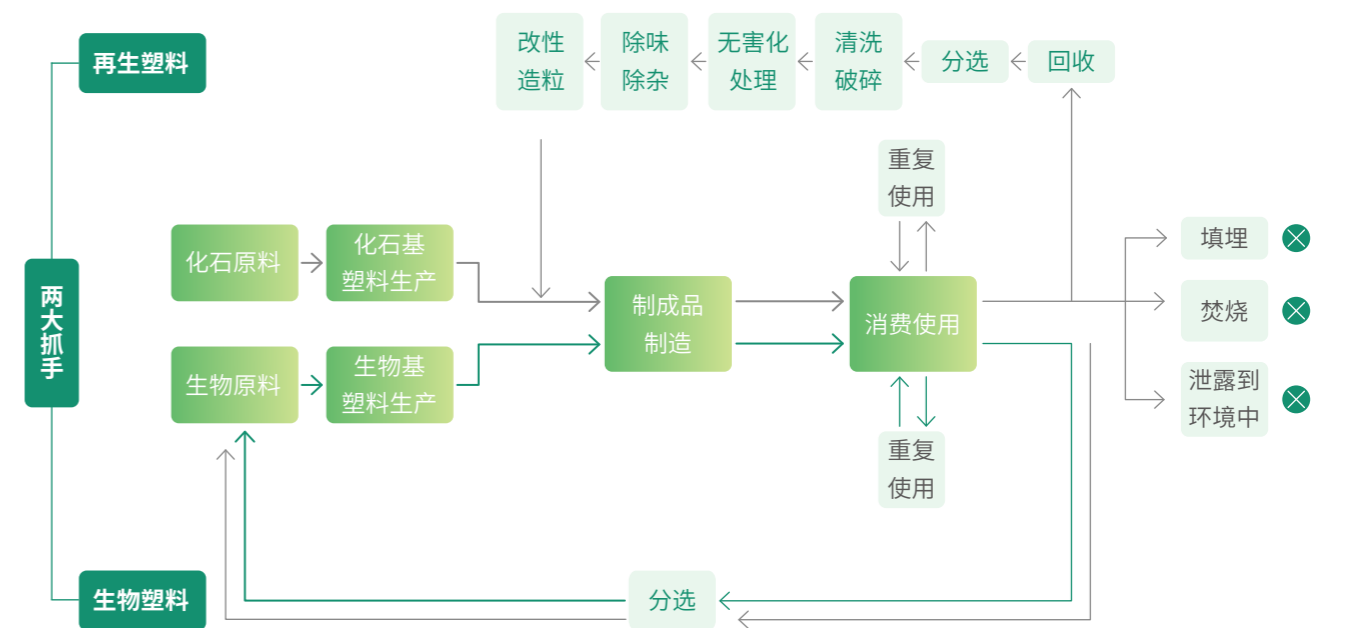 再生塑料
改性
造粒
除味
除杂
无害化
处理
清洗
破碎
分选
回收
重复
使用
化石原料
化石基
塑料生产
制成品
制造
消费使用
填埋
焚烧
泄露到
环境中
两大抓手
生物原料
生物基
塑料生产
重复
使用
生物塑料
分选